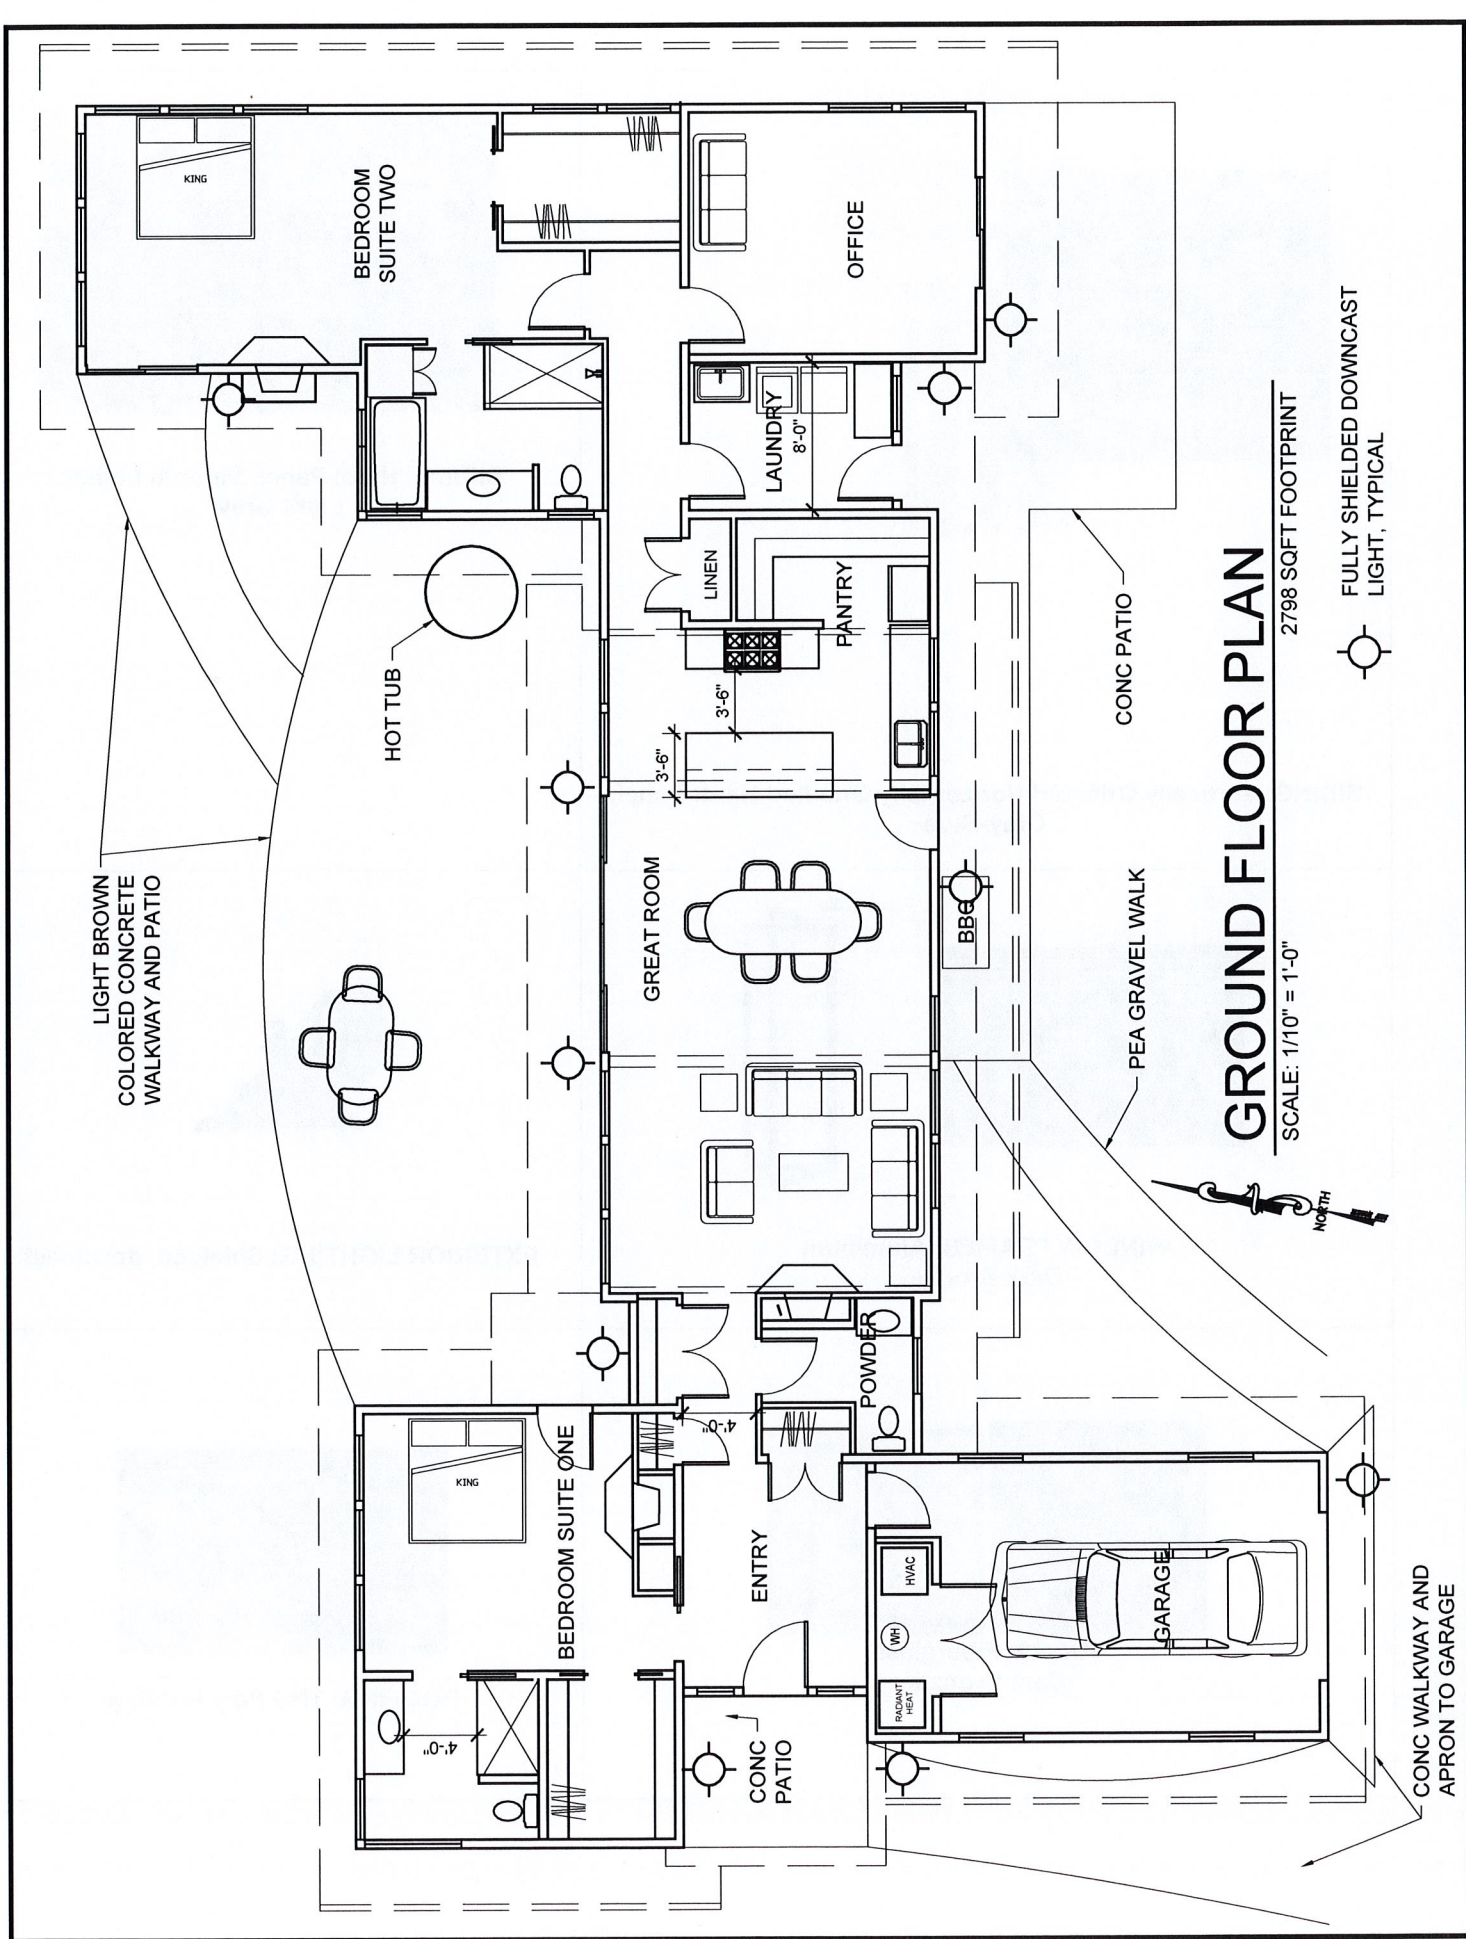 LIGHT BROWN
COLORED CONCRETE
WALKWAY AND PATIO
HOT TUB
KING
BEDROOM
SUITE TWO
OFFICE
LAUNDRY
8'-0"
LINEN
PANTRY
3'-6"
3'-6"
GREAT ROOM
BBQ
KING
BEDROOM SUITE ONE
4'-0"
4'-0"
POWDER
ENTRY
CONC
PATIO
HVAC
WH
RADIANT
HEAT
GARAGE
CONC WALKWAY AND
APRON TO GARAGE
PEA GRAVEL WALK
CONC PATIO
NORTH
GROUND FLOOR PLAN
SCALE: 1/10" = 1'-0"
2798 SQFT FOOTPRINT
FULLY SHIELDED DOWNCAST
LIGHT, TYPICAL